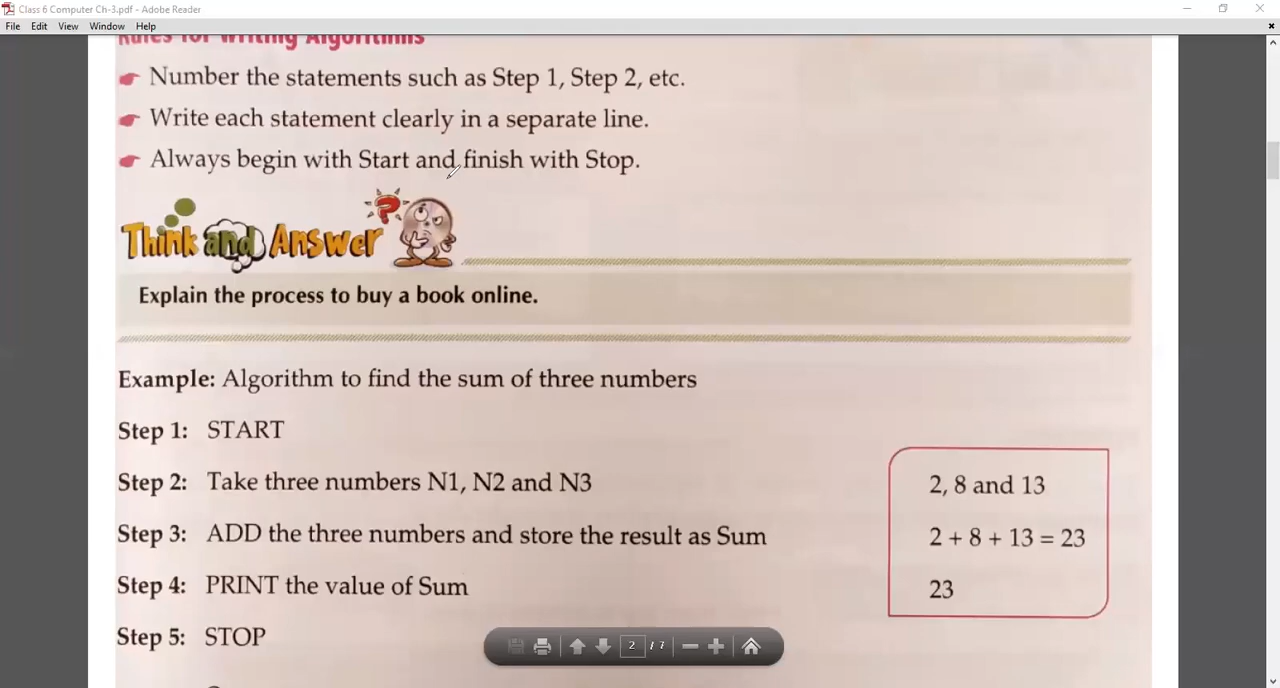 Class 6 Computer Ch-3.pdf - Adobe Reader
File Edit View Window Help
Rules for Writing Algorithms
Number the statements such as Step 1, Step 2, etc.
Write each statement clearly in a separate line.
Always begin with Start and finish with Stop.
Think and Answer
Explain the process to buy a book online.
Example: Algorithm to find the sum of three numbers
Step 1: START
Step 2: Take three numbers N1, N2 and N3
2, 8 and 13
Step 3: ADD the three numbers and store the result as Sum
2 + 8 + 13 = 23
Step 4: PRINT the value of Sum
23
Step 5: STOP
2 / 7